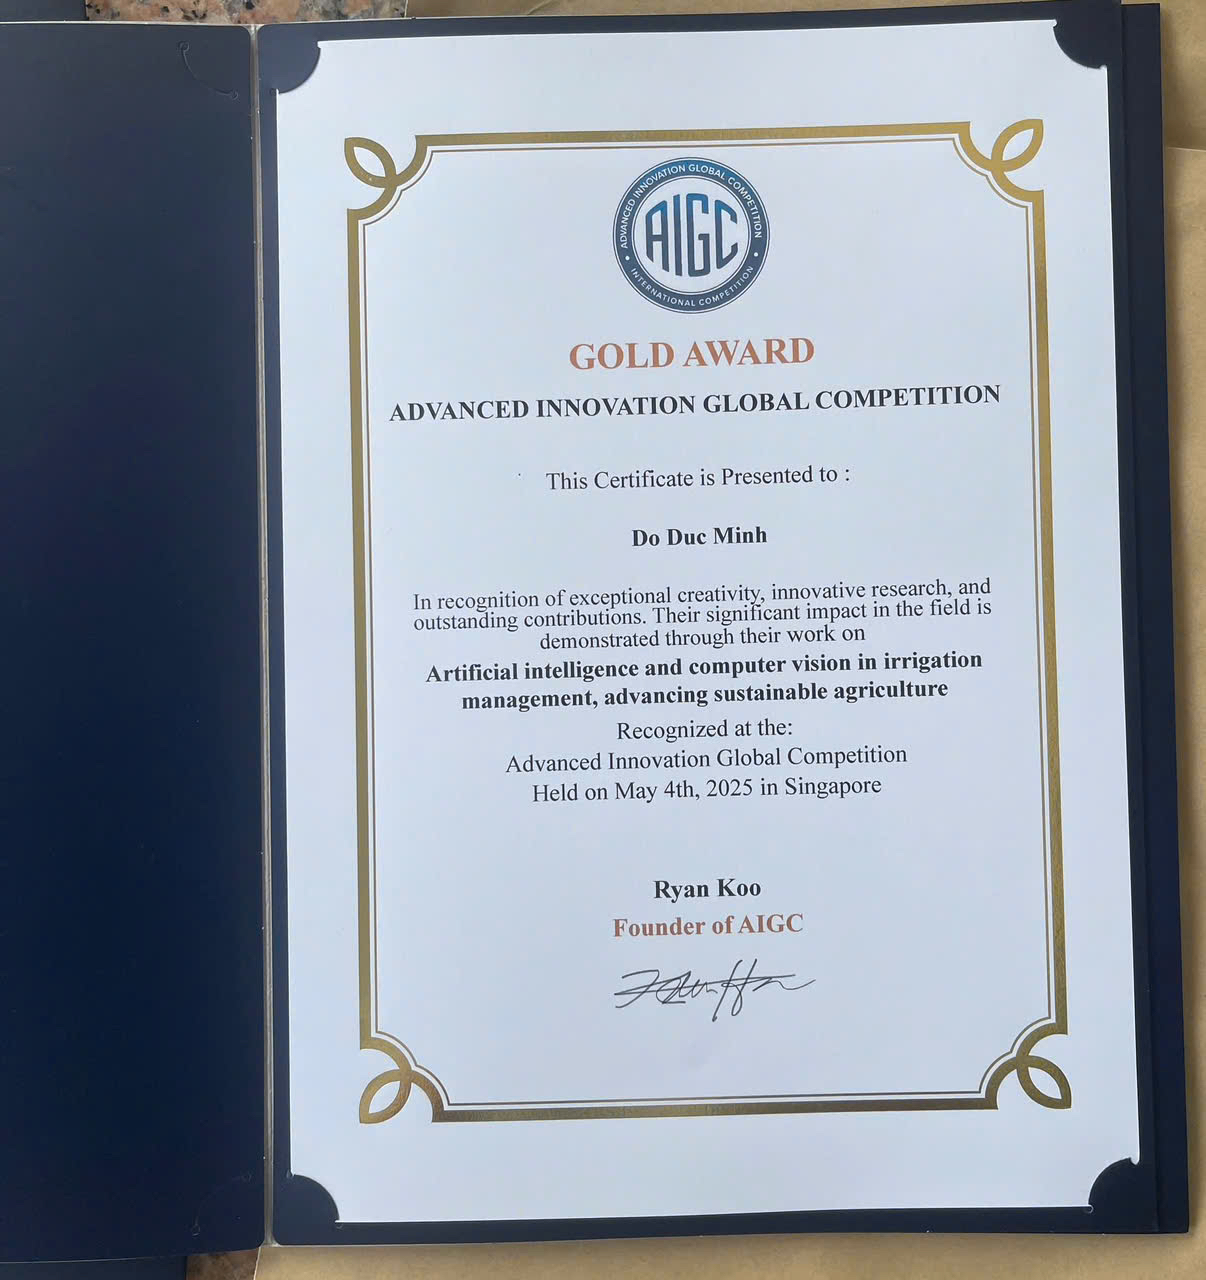 ADVANCED INNOVATION GLOBAL COMPETITION
AIGC
INTERNATIONAL COMPETITION
GOLD AWARD
ADVANCED INNOVATION GLOBAL COMPETITION
This Certificate is Presented to :
Do Duc Minh
In recognition of exceptional creativity, innovative research, and
outstanding contributions. Their significant impact in the field is
demonstrated through their work on
Artificial intelligence and computer vision in irrigation
management, advancing sustainable agriculture
Recognized at the:
Advanced Innovation Global Competition
Held on May 4th, 2025 in Singapore
Ryan Koo
Founder of AIGC